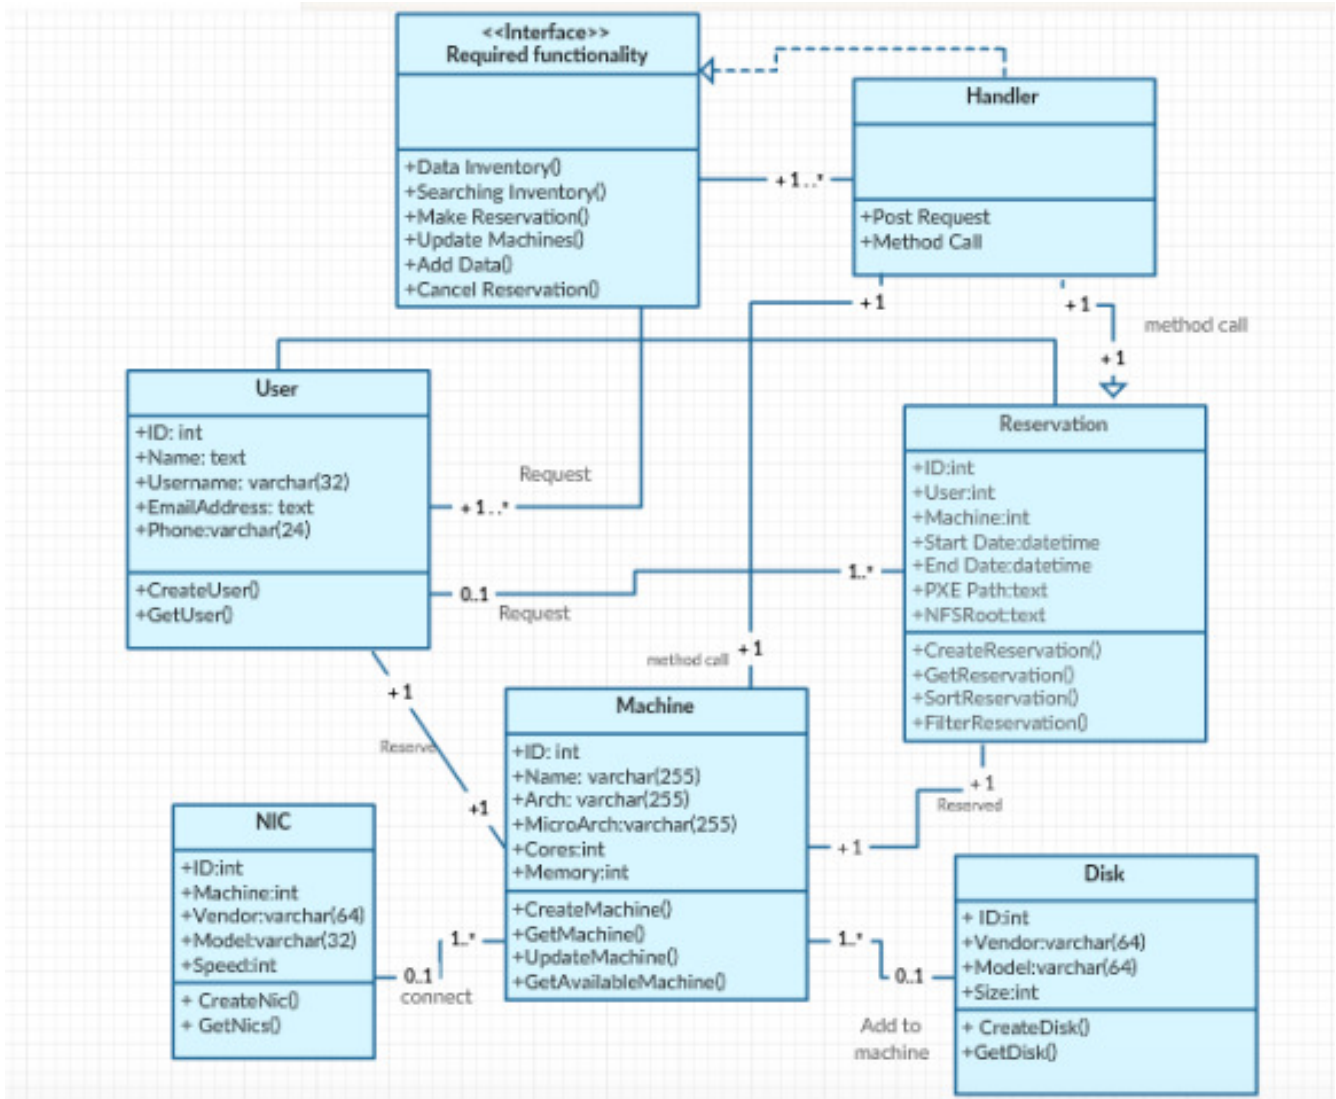 <<Interface>>
Required functionality
+Data Inventory()
+Searching Inventory()
+Make Reservation()
+Update Machines()
+Add Data()
+Cancel Reservation()
Handler
+Post Request
+Method Call
+1..*
+1
+1
method call
+1
User
+ID: int
+Name: text
+Username: varchar(32)
+EmailAddress: text
+Phone:varchar(24)
+CreateUser()
+GetUser()
Request
+1..*
0..1
Request
1..*
Reservation
+ID:int
+User:int
+Machine:int
+Start Date:datetime
+End Date:datetime
+PXE Path:text
+NFSRoot:text
+CreateReservation()
+GetReservation()
+SortReservation()
+FilterReservation()
method call
+1
+1
Reserve
+1
Machine
+ID: int
+Name: varchar(255)
+Arch: varchar(255)
+MicroArch:varchar(255)
+Cores:int
+Memory:int
+CreateMachine()
+GetMachine()
+UpdateMachine()
+GetAvailableMachine()
+1
Reserved
+1
NIC
+ID:int
+Machine:int
+Vendor:varchar(64)
+Model:varchar(32)
+Speed:int
+ CreateNic()
+ GetNics()
1..*
0..1
connect
1..*
0..1
Add to
machine
Disk
+ ID:int
+Vendor:varchar(64)
+Model:varchar(64)
+Size:int
+ CreateDisk()
+GetDisk()